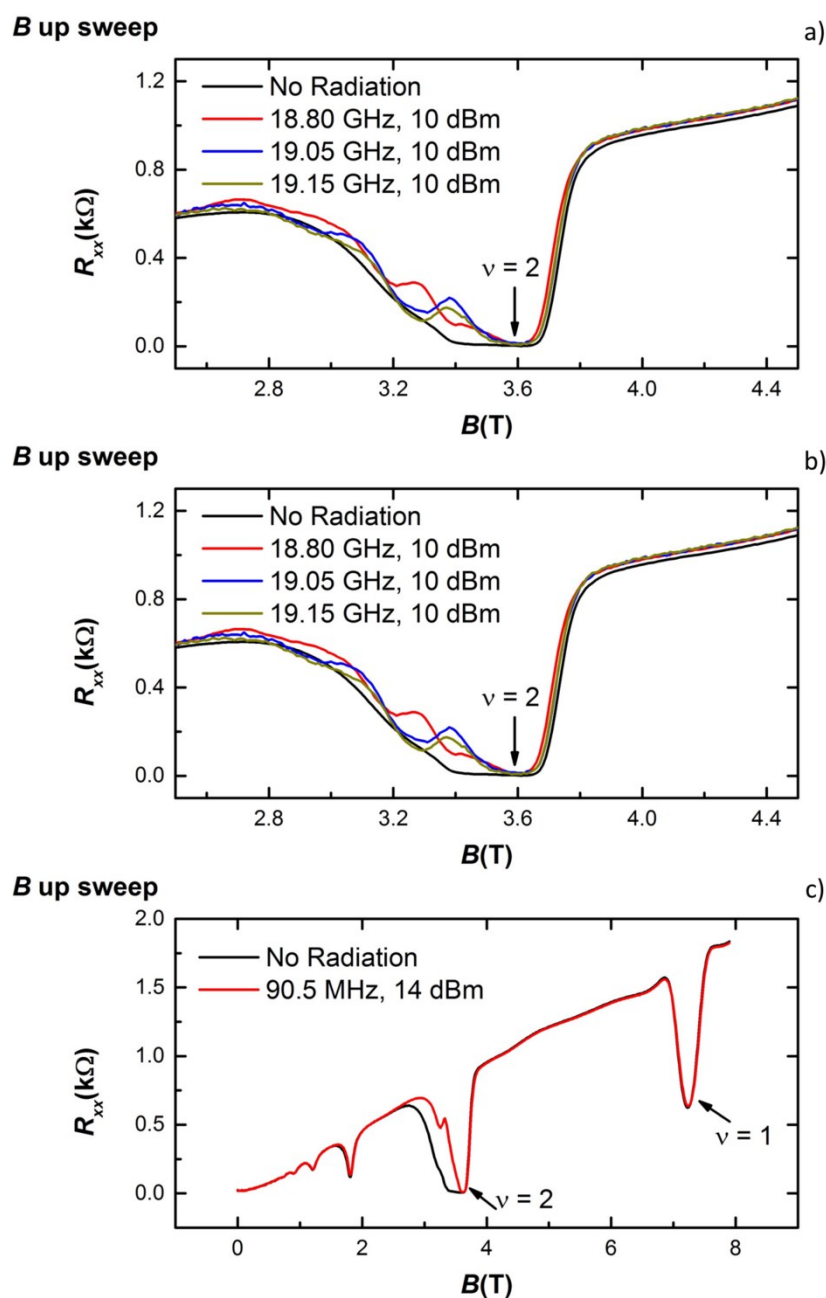 B up sweep
a)
No Radiation
18.80 GHz, 10 dBm
19.05 GHz, 10 dBm
19.15 GHz, 10 dBm
1.2
0.8
0.4
0.0
Rxx(kΩ)
ν = 2
2.8 3.2 3.6 4.0 4.4
B(T)
B up sweep
b)
No Radiation
18.80 GHz, 10 dBm
19.05 GHz, 10 dBm
19.15 GHz, 10 dBm
1.2
0.8
0.4
0.0
Rxx(kΩ)
ν = 2
2.8 3.2 3.6 4.0 4.4
B(T)
B up sweep
c)
No Radiation
90.5 MHz, 14 dBm
2.0
1.5
1.0
0.5
0.0
Rxx(kΩ)
ν = 1
ν = 2
0 2 4 6 8
B(T)